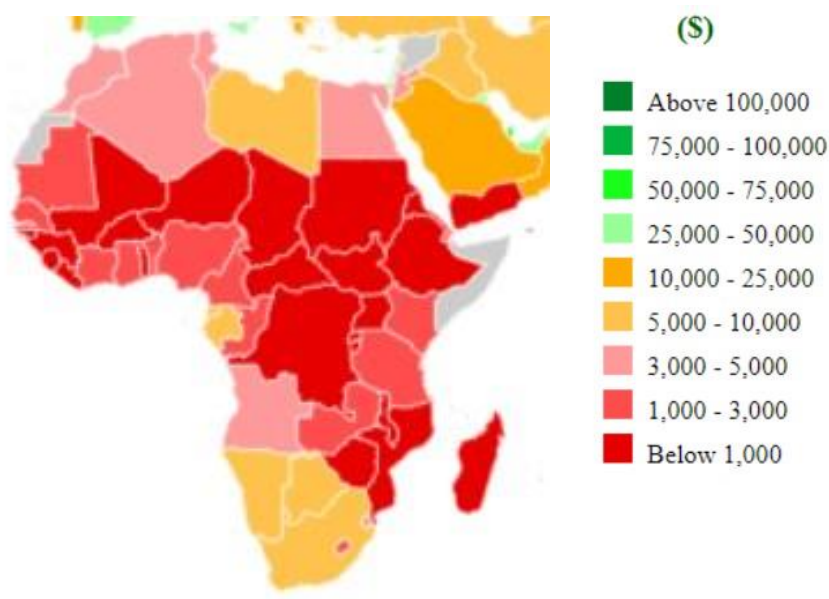 ($)
Above 100,000
75,000 - 100,000
50,000 - 75,000
25,000 - 50,000
10,000 - 25,000
5,000 - 10,000
3,000 - 5,000
1,000 - 3,000
Below 1,000